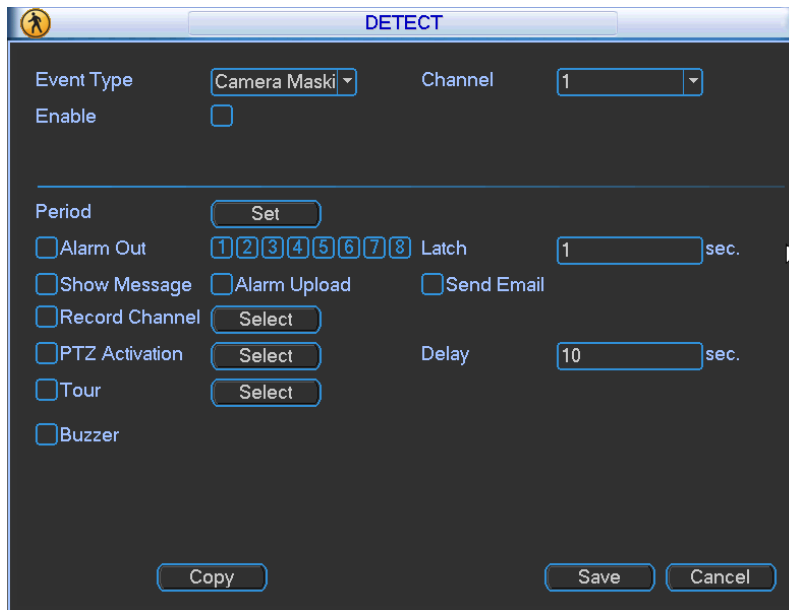 DETECT
Event Type Camera Maski Channel 1
Enable
Period Set
Alarm Out 1 2 3 4 5 6 7 8 Latch 1 sec.
Show Message Alarm Upload Send Email
Record Channel Select
PTZ Activation Select Delay 10 sec.
Tour Select
Buzzer
Copy Save Cancel